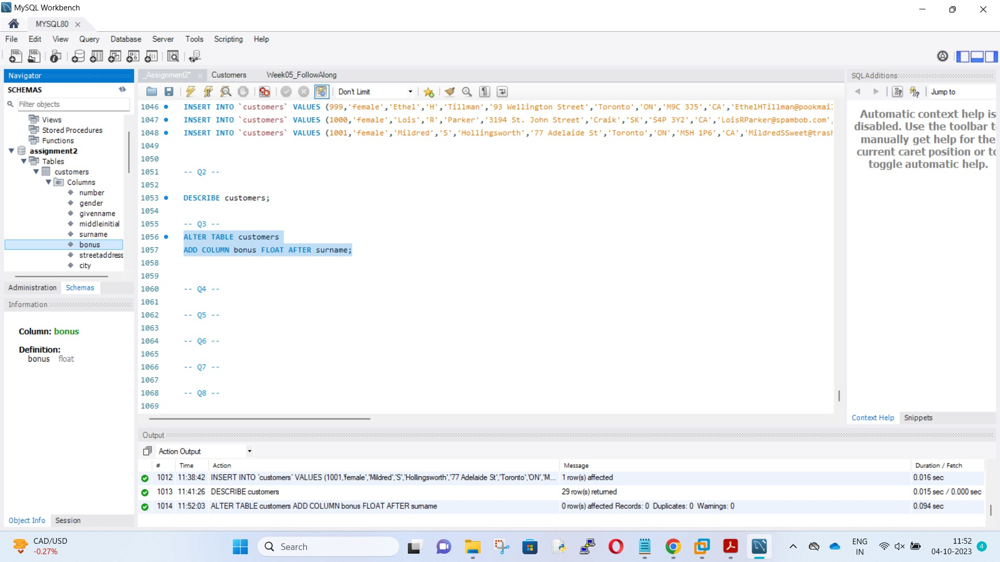 MySQL Workbench
MYSQL80
File Edit View Query Database Server Tools Scripting Help
Navigator
SCHEMAS
Filter objects
Views
Stored Procedures
Functions
assignment2
Tables
customers
Columns
number
gender
givenname
middleinitial
surname
bonus
streetaddress
city
Administration Schemas
Information
Column: bonus
Definition:
bonus float
Object Info Session
_Assignment2* Customers Week05_FollowAlong
Don't Limit
1046 INSERT INTO `customers` VALUES (999,'female','Ethel','H','Tillman','93 Wellington Street','Toronto','ON','M9C 3J5','CA','EthelHTillman@pookmail
1047 INSERT INTO `customers` VALUES (1000,'female','Lois','R','Parker','3194 St. John Street','Craik','SK','S4P 3Y2','CA','LoisRParker@spambob.com',
1048 INSERT INTO `customers` VALUES (1001,'female','Mildred','S','Hollingsworth','77 Adelaide St','Toronto','ON','M5H 1P6','CA','MildredSSweet@trash
1049
1050
1051 -- Q2 --
1052
1053 DESCRIBE customers;
1054
1055 -- Q3 --
1056 ALTER TABLE customers
1057 ADD COLUMN bonus FLOAT AFTER surname;
1058
1059
1060 -- Q4 --
1061
1062 -- Q5 --
1063
1064 -- Q6 --
1065
1066 -- Q7 --
1067
1068 -- Q8 --
1069
SQLAdditions
Jump to
Automatic context help is
disabled. Use the toolbar t
manually get help for the
current caret position or to
toggle automatic help.
Context Help Snippets
Output
Action Output
# Time Action Message Duration / Fetch
1012 11:38:42 INSERT INTO `customers` VALUES (1001,'female','Mildred','S','Hollingsworth','77 Adelaide St','Toronto','ON','M... 1 row(s) affected 0.016 sec
1013 11:41:26 DESCRIBE customers 29 row(s) returned 0.015 sec / 0.000 sec
1014 11:52:03 ALTER TABLE customers ADD COLUMN bonus FLOAT AFTER surname 0 row(s) affected Records: 0 Duplicates: 0 Warnings: 0 0.094 sec
CAD/USD
-0.27%
Search
ENG
IN
11:52
04-10-2023
4